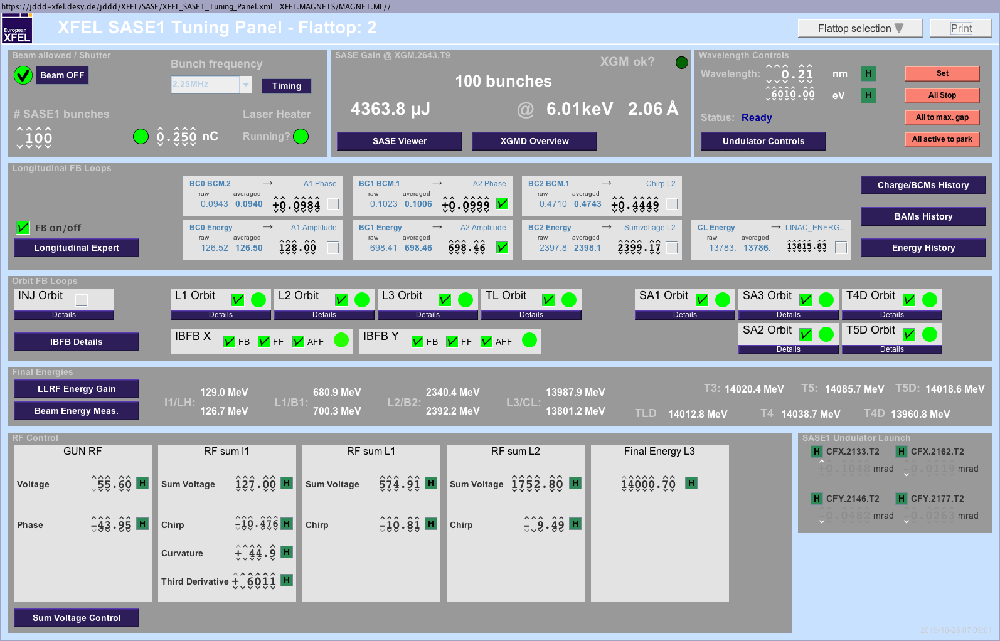 https://jddd-xfel.desy.de/jddd/XFEL/SASE/XFEL_SASE1_Tuning_Panel.xml XFEL.MAGNETS/MAGNET.ML//
European XFEL
XFEL SASE1 Tuning Panel - Flattop: 2
Flattop selection
Print
Beam allowed / Shutter
Beam OFF
Bunch frequency
2.25MHz
Timing
# SASE1 bunches
100
0.250 nC
Laser Heater
Running?
SASE Gain @ XGM.2643.T9
XGM ok?
100 bunches
4363.8 µJ @ 6.01keV 2.06 Å
SASE Viewer
XGMD Overview
Wavelength Controls
Wavelength: 0.21 nm H
6010.00 eV H
Status: Ready
Undulator Controls
Set
All Stop
All to max. gap
All active to park
Longitudinal FB Loops
FB on/off
Longitudinal Expert
BC0 BCM.2 → A1 Phase
raw averaged
0.0943 0.0940 +0.0984
BC1 BCM.1 → A2 Phase
raw averaged
0.1023 0.1006 +0.0999
BC2 BCM.1 → Chirp L2
raw averaged
0.4710 0.4743 +0.4449
BC0 Energy → A1 Amplitude
raw averaged
126.52 126.50 128.00
BC1 Energy → A2 Amplitude
raw averaged
698.41 698.46 698.46
BC2 Energy → Sumvoltage L2
raw averaged
2397.8 2398.1 2399.17
CL Energy → LINAC_ENERG...
raw averaged
13783. 13786. 13815.83
Charge/BCMs History
BAMs History
Energy History
Orbit FB Loops
INJ Orbit
Details
L1 Orbit
Details
L2 Orbit
Details
L3 Orbit
Details
TL Orbit
Details
SA1 Orbit
Details
SA3 Orbit
Details
T4D Orbit
Details
IBFB Details
IBFB X FB FF AFF
IBFB Y FB FF AFF
SA2 Orbit
Details
T5D Orbit
Details
Final Energies
LLRF Energy Gain
Beam Energy Meas.
I1/LH: 129.0 MeV
126.7 MeV
L1/B1: 680.9 MeV
700.3 MeV
L2/B2: 2340.4 MeV
2392.2 MeV
L3/CL: 13987.9 MeV
13801.2 MeV
T3: 14020.4 MeV T5: 14085.7 MeV T5D: 14018.6 MeV
TLD 14012.8 MeV T4 14038.7 MeV T4D 13960.8 MeV
RF Control
GUN RF
Voltage 55.60 H
Phase -43.95 H
RF sum I1
Sum Voltage 127.00 H
Chirp -10.476 H
Curvature + 44.9 H
Third Derivative + 6011 H
RF sum L1
Sum Voltage 574.91 H
Chirp -10.81 H
RF sum L2
Sum Voltage 1752.80 H
Chirp - 9.49 H
Final Energy L3
14000.70 H
Sum Voltage Control
SASE1 Undulator Launch
H CFX.2133.T2 H CFX.2162.T2
+0.1048 mrad -0.0119 mrad
H CFY.2146.T2 H CFY.2177.T2
-0.0482 mrad -0.0263 mrad
2019-10-28 07:09:01